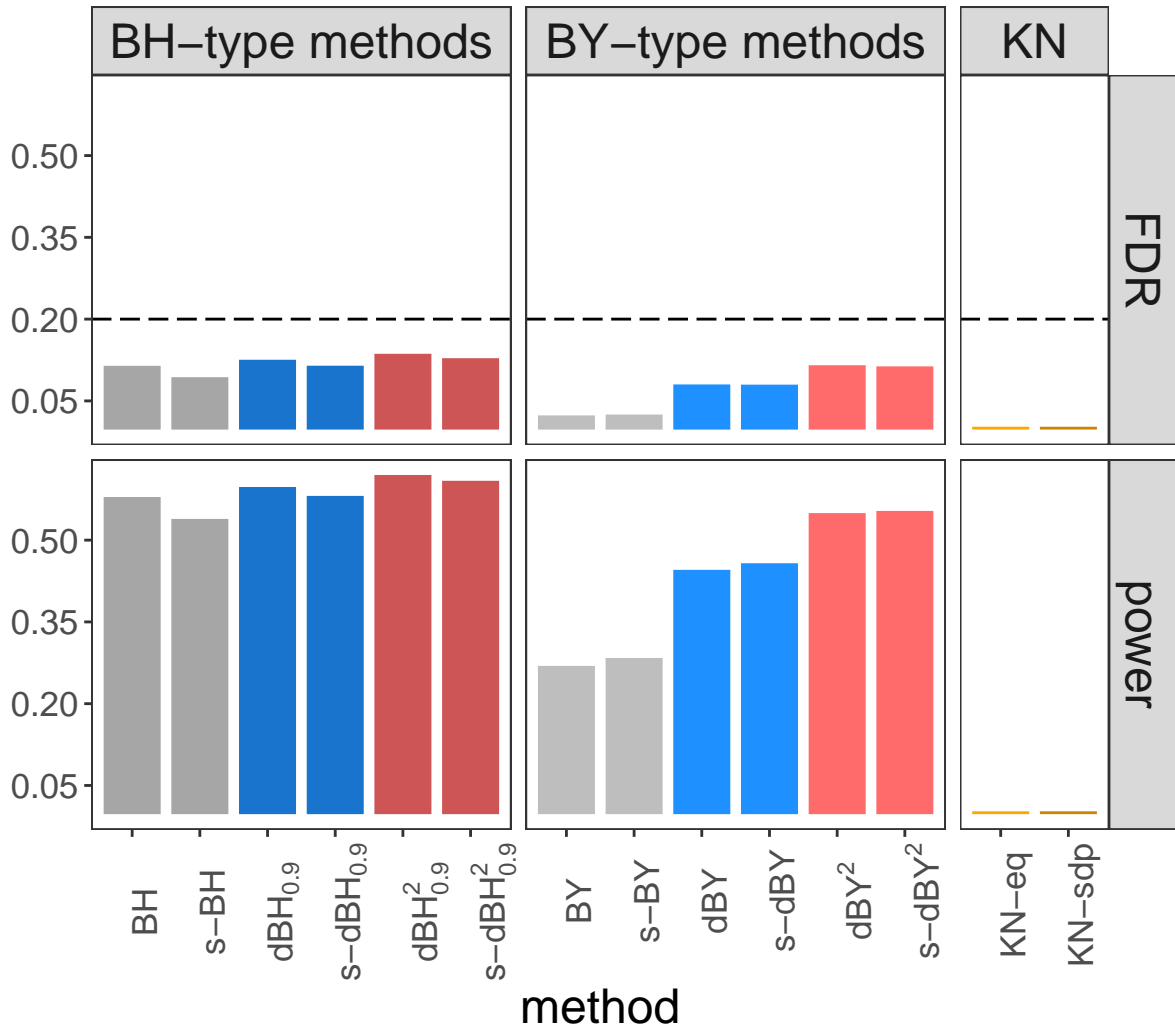 BH−type methods
BY−type methods
KN
0.50
0.35
0.20
0.05
FDR
0.50
0.35
0.20
0.05
power
BH
s−BH
dBH₀.₉
s−dBH₀.₉
dBH²₀.₉
s−dBH²₀.₉
BY
s−BY
dBY
s−dBY
dBY²
s−dBY²
KN−eq
KN−sdp
method